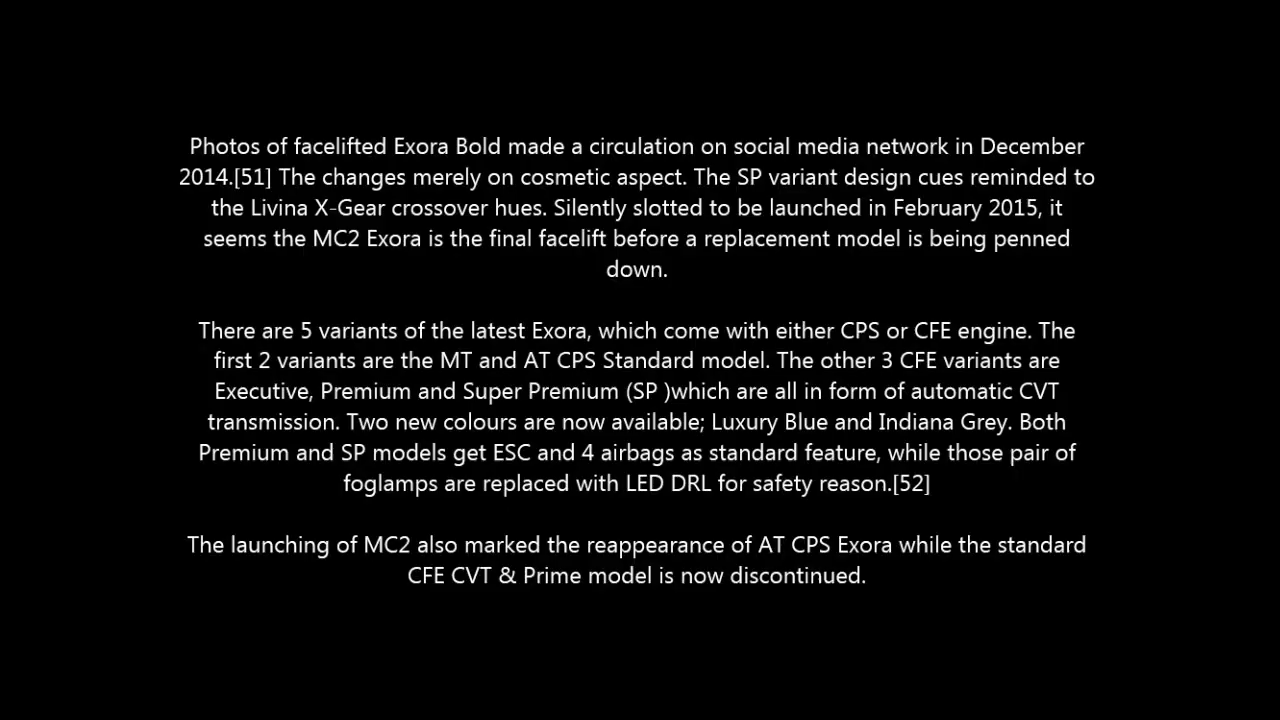 Photos of facelifted Exora Bold made a circulation on social media network in December
2014.[51] The changes merely on cosmetic aspect. The SP variant design cues reminded to
the Livina X-Gear crossover hues. Silently slotted to be launched in February 2015, it
seems the MC2 Exora is the final facelift before a replacement model is being penned
down.
There are 5 variants of the latest Exora, which come with either CPS or CFE engine. The
first 2 variants are the MT and AT CPS Standard model. The other 3 CFE variants are
Executive, Premium and Super Premium (SP )which are all in form of automatic CVT
transmission. Two new colours are now available; Luxury Blue and Indiana Grey. Both
Premium and SP models get ESC and 4 airbags as standard feature, while those pair of
foglamps are replaced with LED DRL for safety reason.[52]
The launching of MC2 also marked the reappearance of AT CPS Exora while the standard
CFE CVT & Prime model is now discontinued.